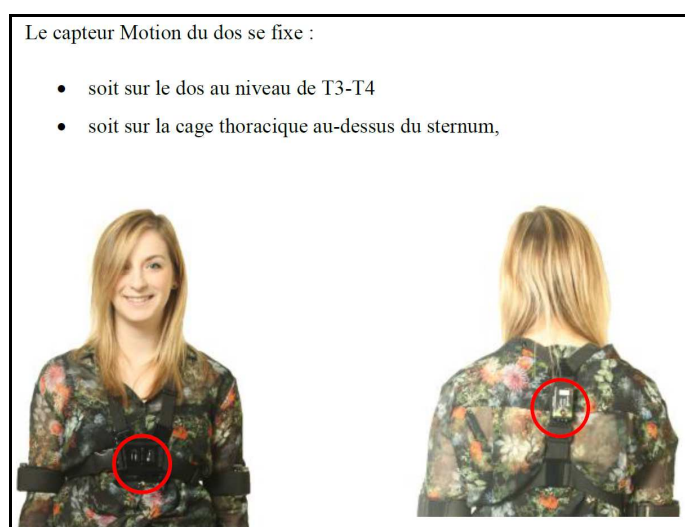 Le capteur Motion du dos se fixe :
• soit sur le dos au niveau de T3-T4
• soit sur la cage thoracique au-dessus du sternum,